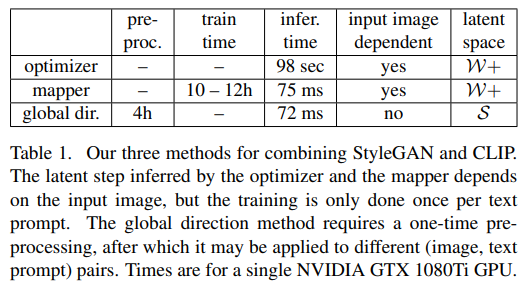 pre- train infer. input image latent
proc. time time dependent space
optimizer – – 98 sec yes W+
mapper – 10 – 12h 75 ms yes W+
global dir. 4h – 72 ms no S
Table 1. Our three methods for combining StyleGAN and CLIP.
The latent step inferred by the optimizer and the mapper depends
on the input image, but the training is only done once per text
prompt. The global direction method requires a one-time pre-
processing, after which it may be applied to different (image, text
prompt) pairs. Times are for a single NVIDIA GTX 1080Ti GPU.